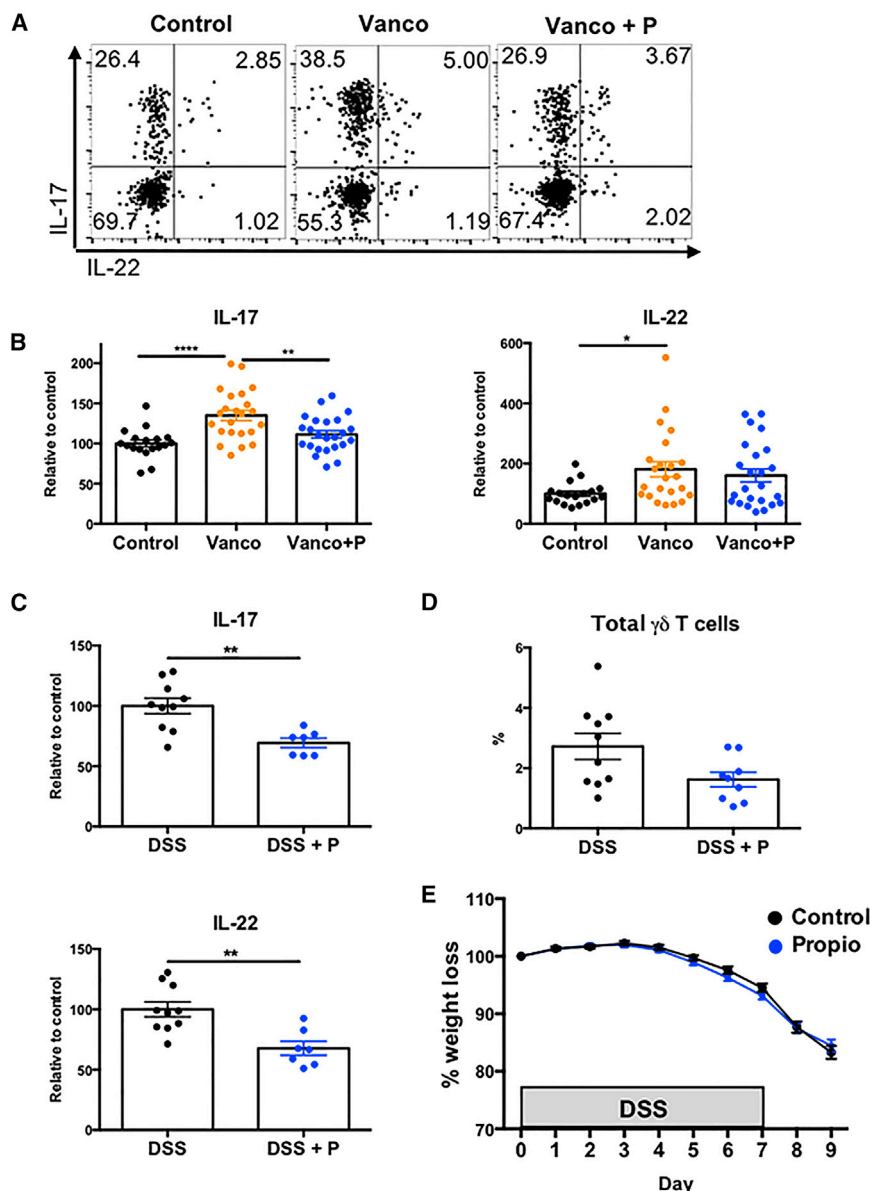 A
Control
Vanco
Vanco + P
26.4
2.85
38.5
5.00
26.9
3.67
69.7
1.02
55.3
1.19
67.4
2.02
IL-17
IL-22
B
IL-17
Relative to control
200
150
100
50
0
****
**
Control
Vanco
Vanco+P
IL-22
Relative to control
600
400
200
0
*
Control
Vanco
Vanco+P
C
IL-17
Relative to control
150
100
50
0
**
DSS
DSS + P
D
Total γδ T cells
%
6
4
2
0
DSS
DSS + P
IL-22
Relative to control
150
100
50
0
**
DSS
DSS + P
E
% weight loss
110
100
90
80
70
Control
Propio
DSS
0 1 2 3 4 5 6 7 8 9
Day